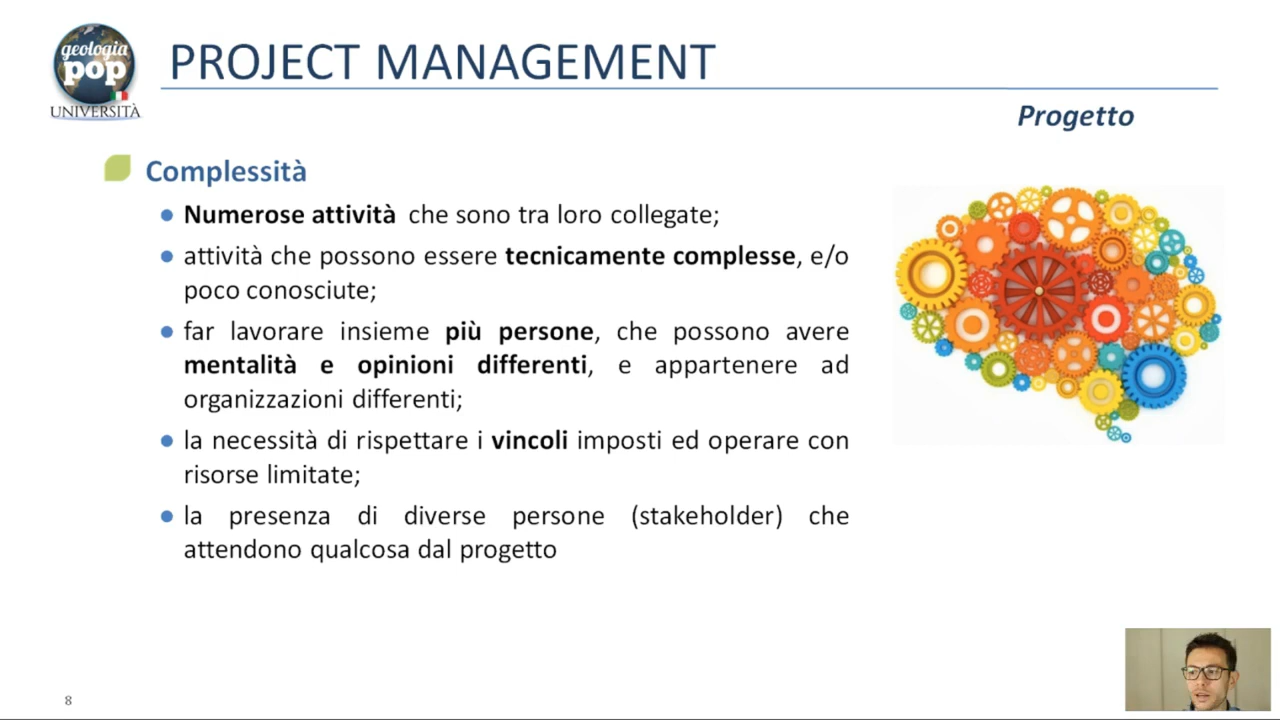 geologia
pop
UNIVERSITÀ
PROJECT MANAGEMENT
Progetto
Complessità
Numerose attività che sono tra loro collegate;
attività che possono essere tecnicamente complesse, e/o
poco conosciute;
far lavorare insieme più persone, che possono avere
mentalità e opinioni differenti, e appartenere ad
organizzazioni differenti;
la necessità di rispettare i vincoli imposti ed operare con
risorse limitate;
la presenza di diverse persone (stakeholder) che
attendono qualcosa dal progetto
8